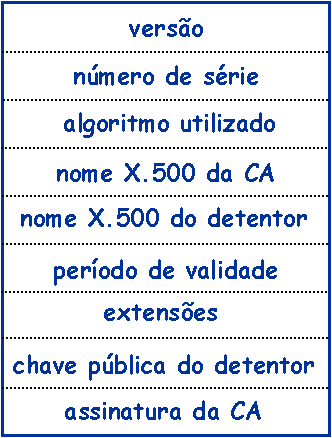 versão
número de série
algoritmo utilizado
nome X.500 da CA
nome X.500 do detentor
período de validade
extensões
chave pública do detentor
assinatura da CA